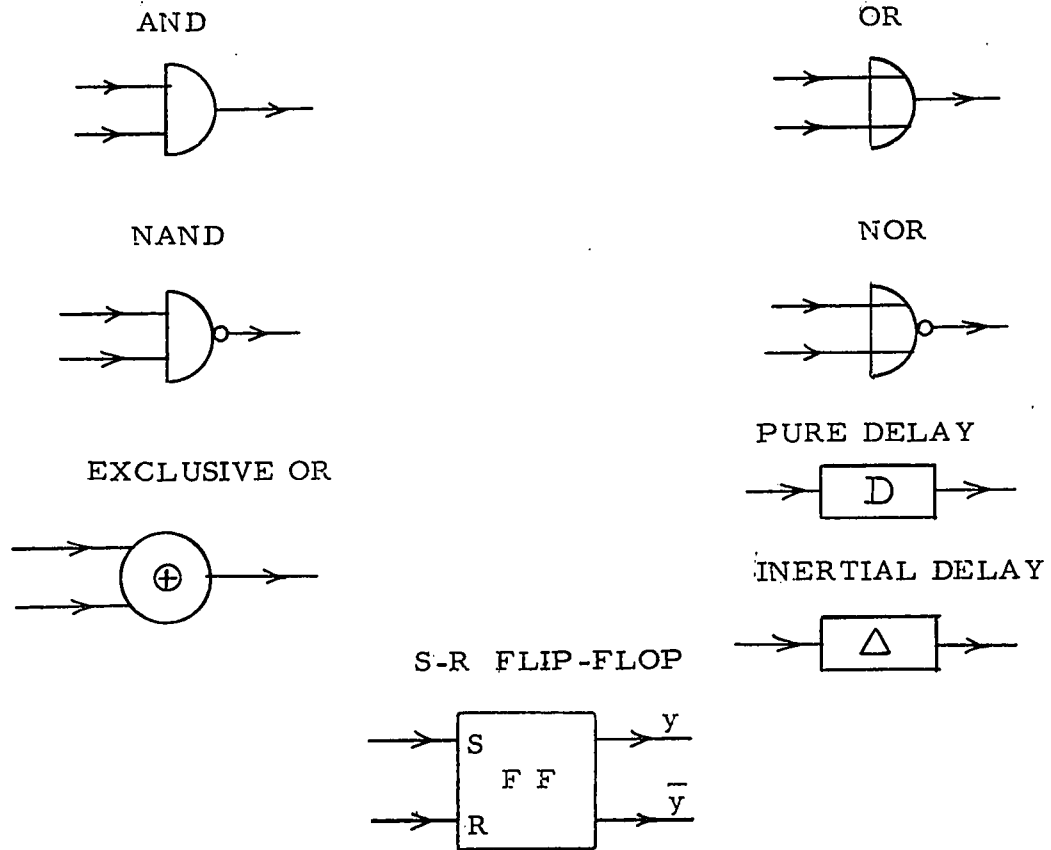 AND
OR
NAND
NOR
EXCLUSIVE OR
⊕
PURE DELAY
D
INERTIAL DELAY
Δ
S-R FLIP-FLOP
S
R
F F
y
y̅